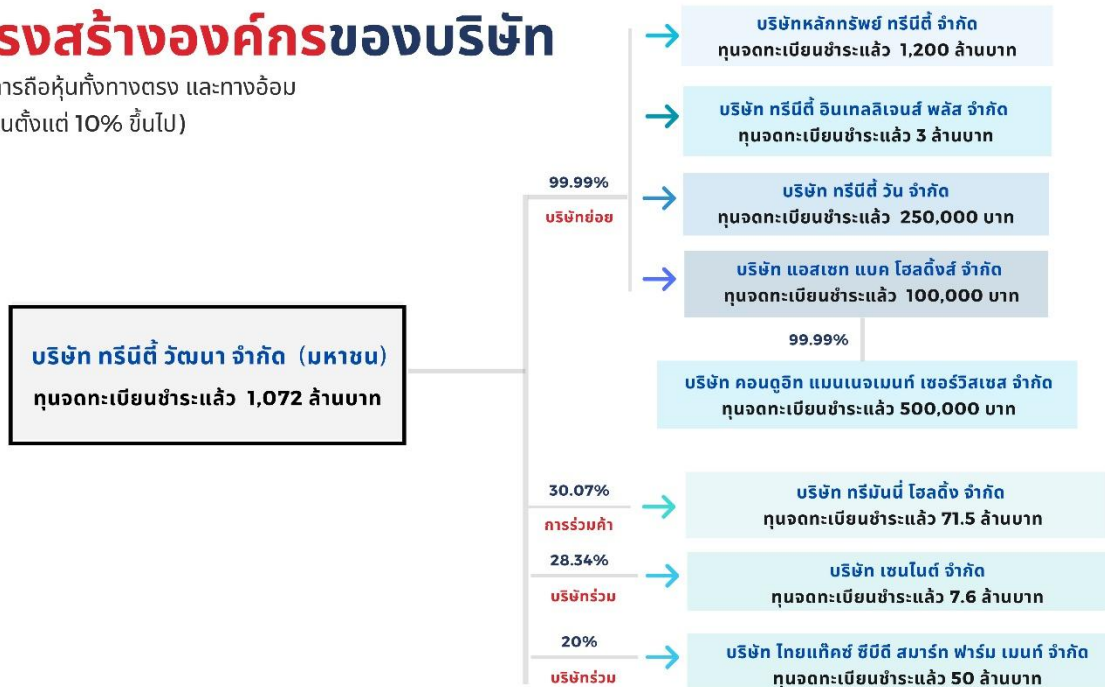 รงสร้างองค์กรของบริษัท
ารถือหุ้นทั้งทางตรง และทางอ้อม
นตั้งแต่ 10% ขึ้นไป)
บริษัทหลักทรัพย์ ทรีนีตี้ จำกัด
ทุนจดทะเบียนชำระแล้ว 1,200 ล้านบาท
บริษัท ทรีนีตี้ อินเทลลิเจนส์ พลัส จำกัด
ทุนจดทะเบียนชำระแล้ว 3 ล้านบาท
99.99%
บริษัทย่อย
บริษัท ทรีนีตี้ วัน จำกัด
ทุนจดทะเบียนชำระแล้ว 250,000 บาท
บริษัท แอสเซท แบค โฮลดิ้งส์ จำกัด
ทุนจดทะเบียนชำระแล้ว 100,000 บาท
99.99%
บริษัท คอนดูอิท แมนเนจเมนท์ เซอร์วิสเซส จำกัด
ทุนจดทะเบียนชำระแล้ว 500,000 บาท
บริษัท ทรีนีตี้ วัฒนา จำกัด (มหาชน)
ทุนจดทะเบียนชำระแล้ว 1,072 ล้านบาท
30.07%
การร่วมค้า
บริษัท ทรีมันนี่ โฮลดิ้ง จำกัด
ทุนจดทะเบียนชำระแล้ว 71.5 ล้านบาท
28.34%
บริษัทร่วม
บริษัท เซนไนต์ จำกัด
ทุนจดทะเบียนชำระแล้ว 7.6 ล้านบาท
20%
บริษัทร่วม
บริษัท ไทยแท๊คซ์ ซีบีดี สมาร์ท ฟาร์ม เมนท์ จำกัด
ทุนจดทะเบียนชำระแล้ว 50 ล้านบาท